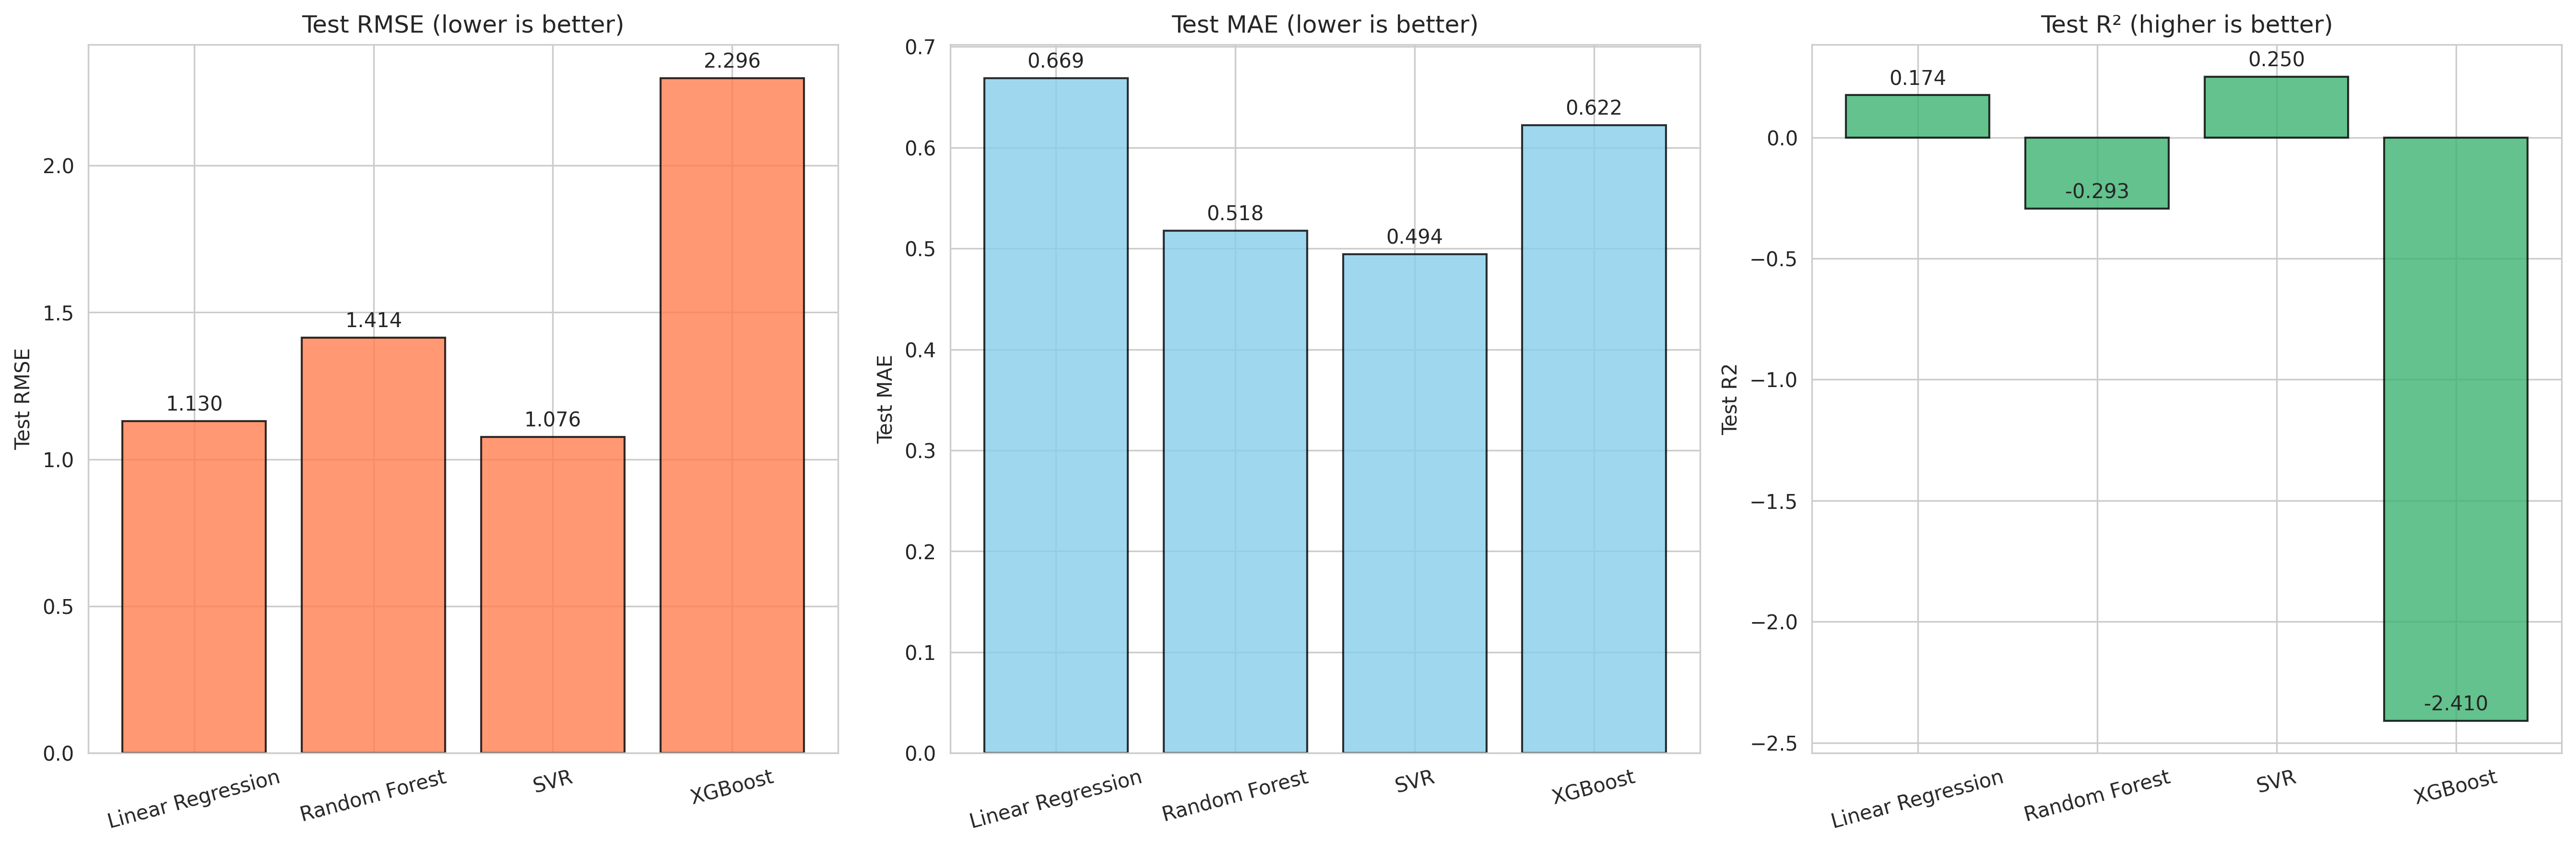 Test RMSE (lower is better)
Test RMSE
2.0
1.5
1.0
0.5
0.0
1.130
1.414
1.076
2.296
Linear Regression
Random Forest
SVR
XGBoost
Test MAE (lower is better)
Test MAE
0.7
0.6
0.5
0.4
0.3
0.2
0.1
0.0
0.669
0.518
0.494
0.622
Linear Regression
Random Forest
SVR
XGBoost
Test R² (higher is better)
Test R2
0.0
−0.5
−1.0
−1.5
−2.0
−2.5
0.174
-0.293
0.250
-2.410
Linear Regression
Random Forest
SVR
XGBoost